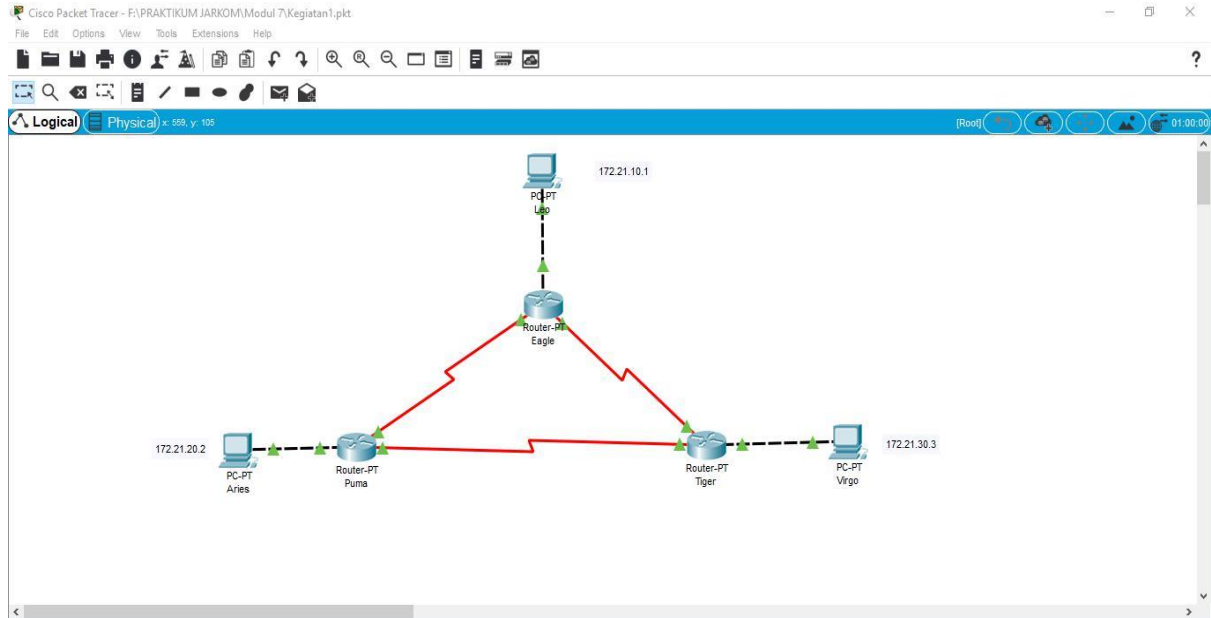 Cisco Packet Tracer - F:\PRAKTIKUM JARKOM\Modul 7\Kegiatan1.pkt
File Edit Options View Tools Extensions Help
?
Logical Physical x: 559, y: 105 [Root] 01:00:00
172.21.10.1
PC-PT
Leo
Router-PT
Eagle
172.21.20.2
PC-PT
Aries
Router-PT
Puma
Router-PT
Tiger
PC-PT
Virgo
172.21.30.3